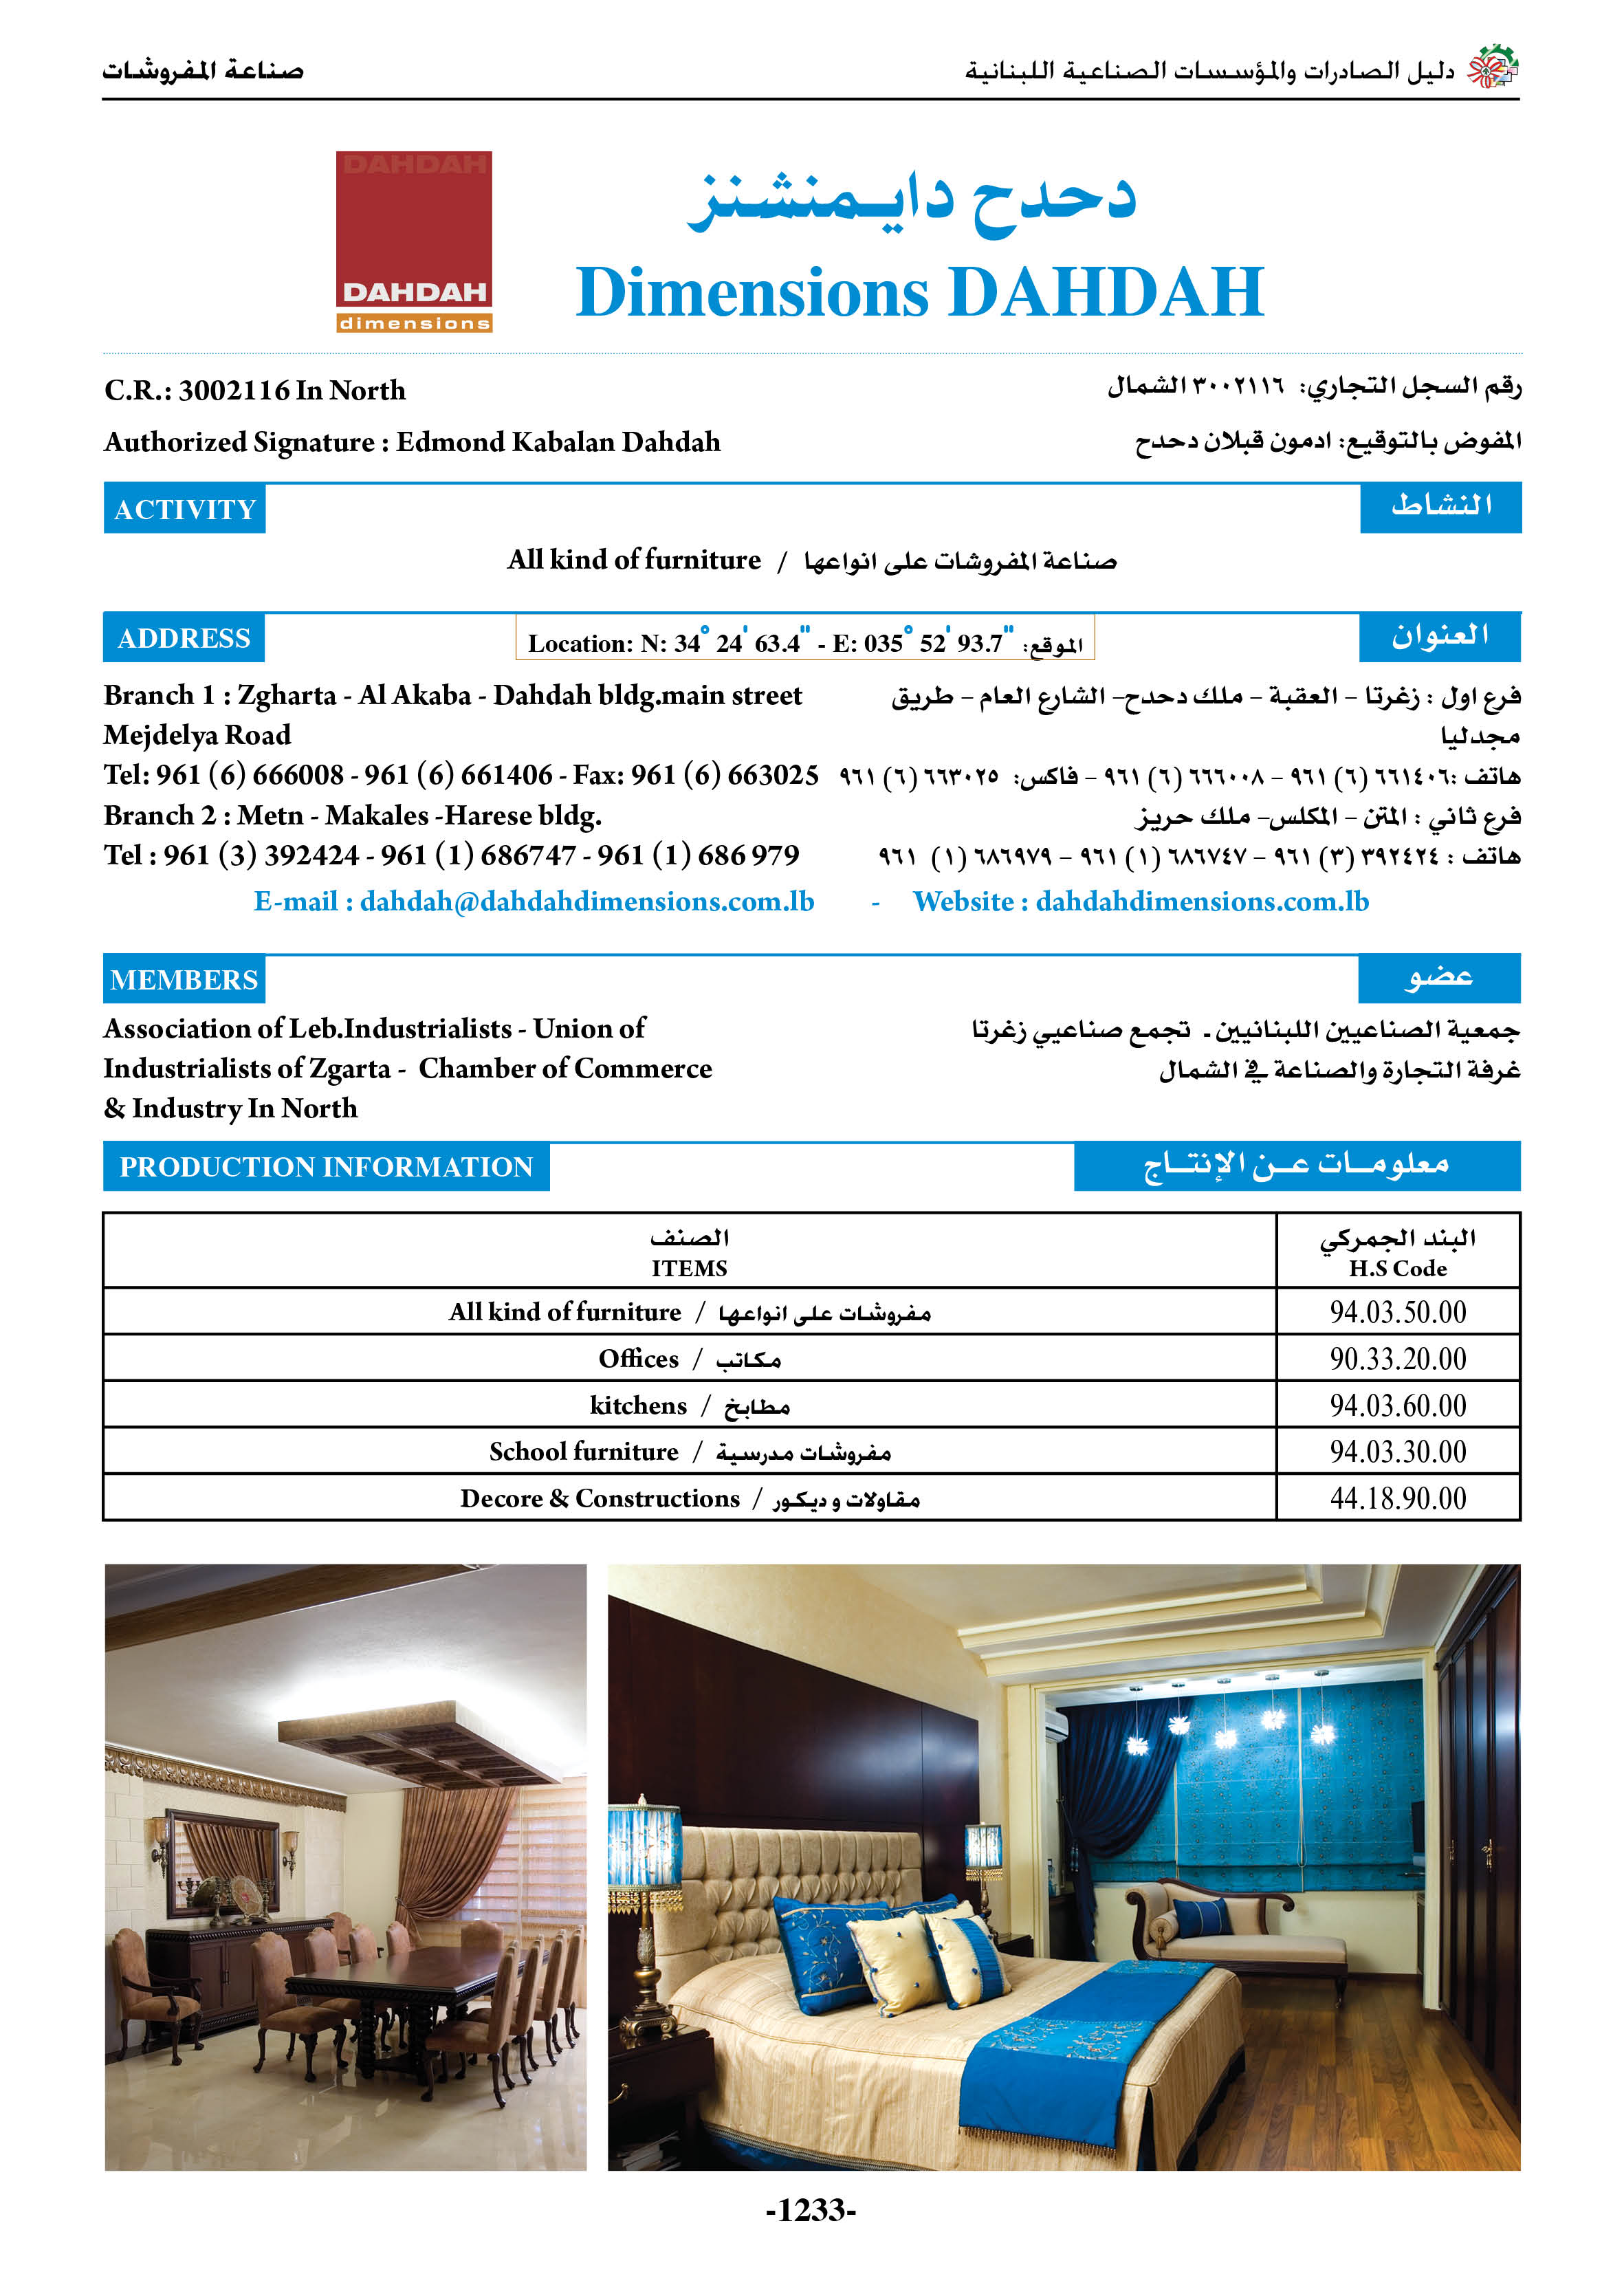 صناعة المفروشات
دليل الصادرات والمؤسسات الصناعية اللبنانية
DAHDAH
DAHDAH
dimensions
دحدح دايـمنشنز
Dimensions DAHDAH
C.R.: 3002116 In North
رقم السجل التجاري: ٣٠٠٢١١٦ الشمال
Authorized Signature : Edmond Kabalan Dahdah
المفوض بالتوقيع: ادمون قبلان دحدح
ACTIVITY
النشاط
All kind of furniture / صناعة المفروشات على انواعها
ADDRESS
Location: N: 34° 24' 63.4" - E: 035° 52' 93.7" الموقع:
العنوان
Branch 1 : Zgharta - Al Akaba - Dahdah bldg.main street
Mejdelya Road
Tel: 961 (6) 666008 - 961 (6) 661406 - Fax: 961 (6) 663025
Branch 2 : Metn - Makales -Harese bldg.
Tel : 961 (3) 392424 - 961 (1) 686747 - 961 (1) 686 979
فرع اول : زغرتا – العقبة – ملك دحدح– الشارع العام – طريق
مجدليا
هاتف :٦٦١٤٠٦ (٦) ٩٦١ – ٦٦٦٠٠٨ (٦) ٩٦١ – فاكس: ٦٦٣٠٢٥ (٦) ٩٦١
فرع ثاني : المتن – المكلس– ملك حريز
هاتف : ٣٩٢٤٢٤ (٣) ٩٦١ – ٦٨٦٧٤٧ (١) ٩٦١ – ٦٨٦٩٧٩ (١) ٩٦١
E-mail : dahdah@dahdahdimensions.com.lb - Website : dahdahdimensions.com.lb
MEMBERS
عضو
Association of Leb.Industrialists - Union of
Industrialists of Zgarta - Chamber of Commerce
& Industry In North
جمعية الصناعيين اللبنانيين ـ تجمع صناعيي زغرتا
غرفة التجارة والصناعة في الشمال
PRODUCTION INFORMATION
معلومـات عـن الإنتـاج
الصنف
ITEMS
البند الجمركي
H.S Code
All kind of furniture / مفروشات على انواعها
94.03.50.00
Offices / مكاتب
90.33.20.00
kitchens / مطابخ
94.03.60.00
School furniture / مفروشات مدرسية
94.03.30.00
Decore & Constructions / مقاولات و ديكور
44.18.90.00
-1233-